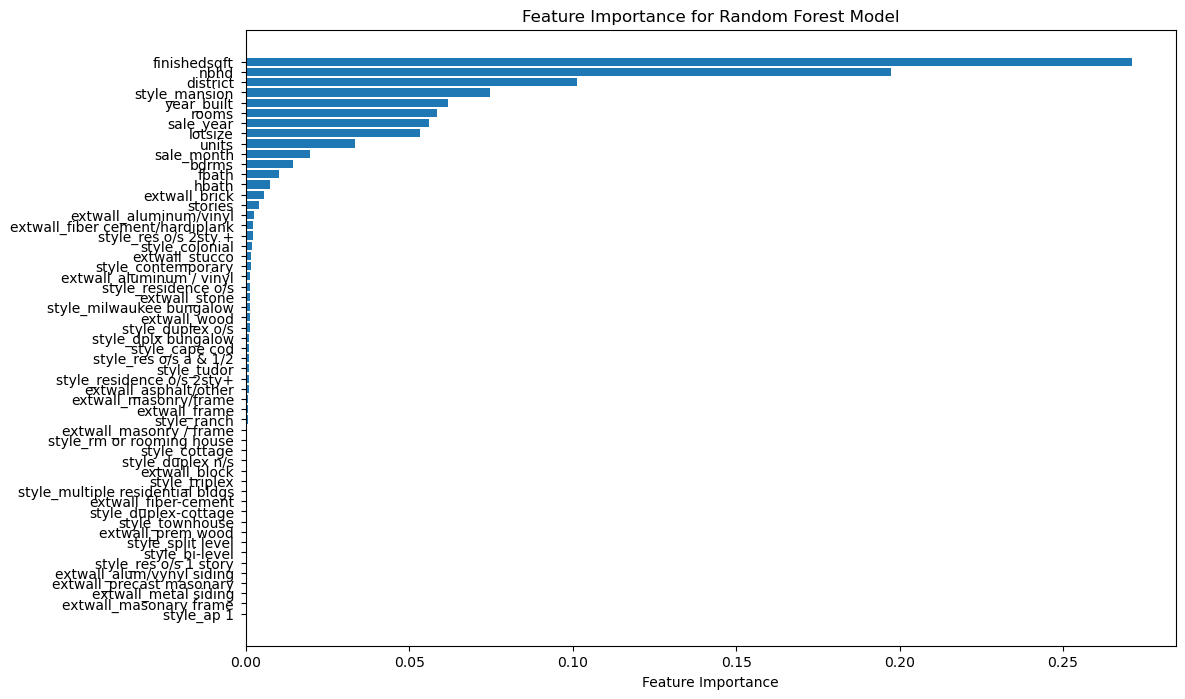 Feature Importance for Random Forest Model
finishedsqft
nbhd
district
style_mansion
year_built
rooms
sale_year
lotsize
units
sale_month
bdrms
fbath
hbath
extwall_brick
stories
extwall_aluminum/vinyl
extwall_fiber cement/hardiplank
style_res o/s 2sty +
style_colonial
extwall_stucco
style_contemporary
extwall_aluminum / vinyl
style_residence o/s
extwall_stone
style_milwaukee bungalow
extwall_wood
style_duplex o/s
style_dplx bungalow
style_cape cod
style_res o/s a & 1/2
style_tudor
style_residence o/s 2sty+
extwall_asphalt/other
extwall_masonry/frame
extwall_frame
style_ranch
extwall_masonry / frame
style_rm or rooming house
style_cottage
style_duplex n/s
extwall_block
style_triplex
style_multiple residential bldgs
extwall_fiber-cement
style_duplex-cottage
style_townhouse
extwall_prem wood
style_split level
style_bi-level
style_res o/s 1 story
extwall_alum/vynyl siding
extwall_precast masonary
extwall_metal siding
extwall_masonary frame
style_ap 1
0.00 0.05 0.10 0.15 0.20 0.25
Feature Importance